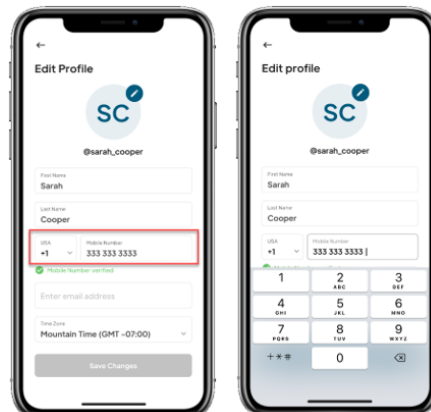 Edit Profile
SC
@sarah_cooper
First Name
Sarah
Last Name
Cooper
USA
+1
Mobile Number
333 333 3333
Mobile Number verified
Enter email address
Time Zone
Mountain Time (GMT -07:00)
Save Changes
Edit profile
SC
@sarah_cooper
First Name
Sarah
Last Name
Cooper
USA
+1
Mobile Number
333 333 3333
1
2
ABC
3
DEF
4
GHI
5
JKL
6
MNO
7
PQRS
8
TUV
9
WXYZ
+*#
0